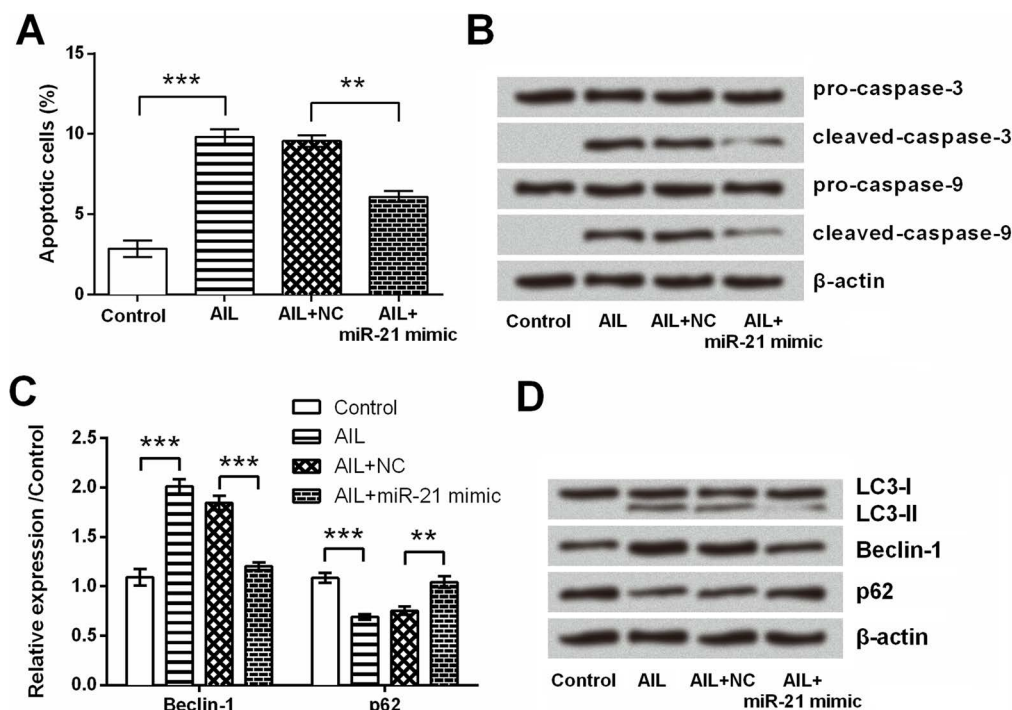 A
15
10
5
0
Apoptotic cells (%)
***
**
Control
AIL
AIL+NC
AIL+
miR-21 mimic
B
pro-caspase-3
cleaved-caspase-3
pro-caspase-9
cleaved-caspase-9
β-actin
Control
AIL
AIL+NC
AIL+
miR-21 mimic
C
Relative expression /Control
2.5
2.0
1.5
1.0
0.5
0.0
Control
AIL
AIL+NC
AIL+miR-21 mimic
***
***
***
**
Beclin-1
p62
D
LC3-I
LC3-II
Beclin-1
p62
β-actin
Control
AIL
AIL+NC
AIL+
miR-21 mimic